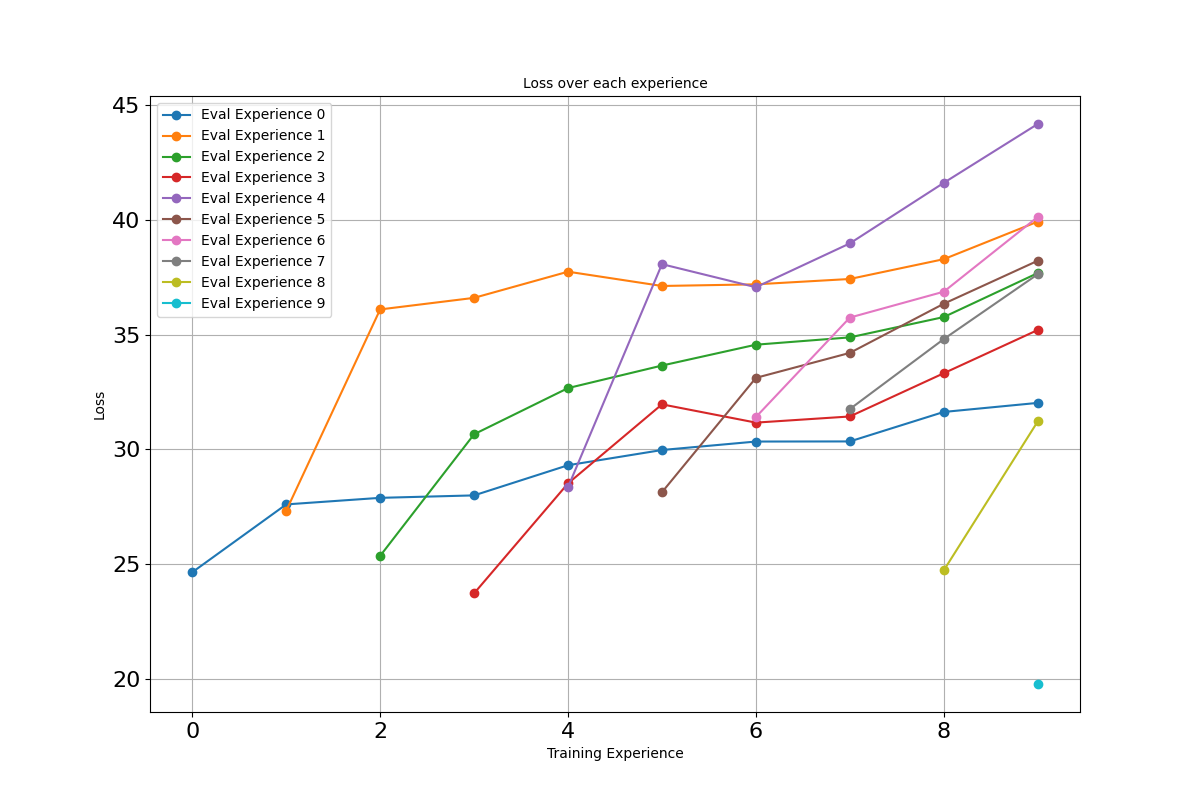 Loss over each experience
45
40
35
30
25
20
Loss
Eval Experience 0
Eval Experience 1
Eval Experience 2
Eval Experience 3
Eval Experience 4
Eval Experience 5
Eval Experience 6
Eval Experience 7
Eval Experience 8
Eval Experience 9
0 2 4 6 8
Training Experience